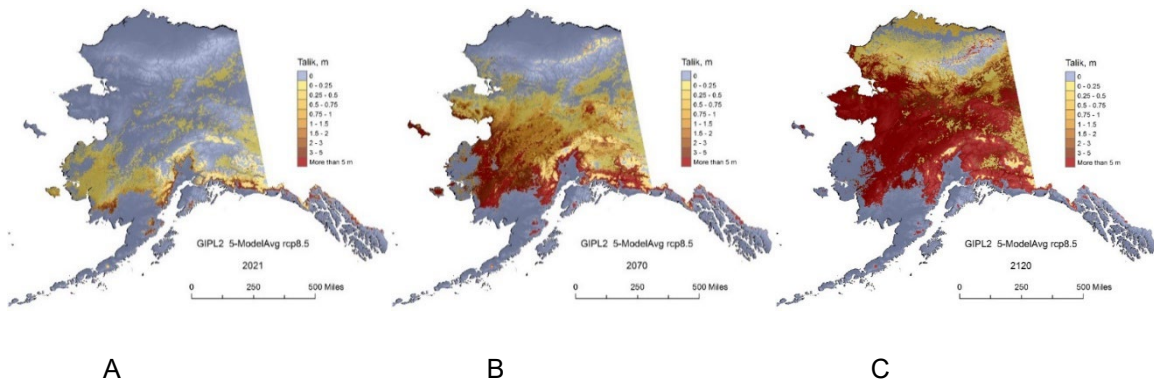 Talik, m
0
0 - 0.25
0.25 - 0.5
0.5 - 0.75
0.75 - 1
1 - 1.5
1.5 - 2
2 - 3
3 - 5
More than 5 m
GIPL2 5-ModelAvg rcp8.5
2021
0 250 500 Miles
A
Talik, m
0
0 - 0.25
0.25 - 0.5
0.5 - 0.75
0.75 - 1
1 - 1.5
1.5 - 2
2 - 3
3 - 5
More than 5 m
GIPL2 5-ModelAvg rcp8.5
2070
0 250 500 Miles
B
Talik, m
0
0 - 0.25
0.25 - 0.5
0.5 - 0.75
0.75 - 1
1 - 1.5
1.5 - 2
2 - 3
3 - 5
More than 5 m
GIPL2 5-ModelAvg rcp8.5
2120
0 250 500 Miles
C